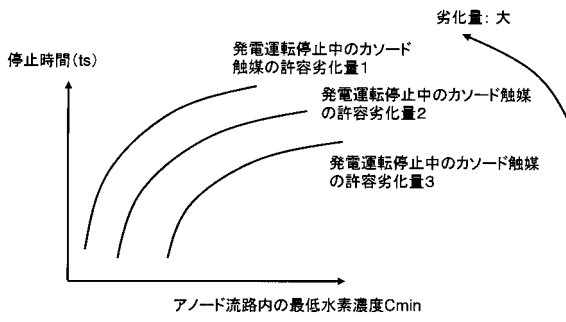 劣化量: 大
停止時間(ts)
発電運転停止中のカソード
触媒の許容劣化量1
発電運転停止中のカソード触媒
の許容劣化量2
発電運転停止中のカソード触媒
の許容劣化量3
アノード流路内の最低水素濃度Cmin